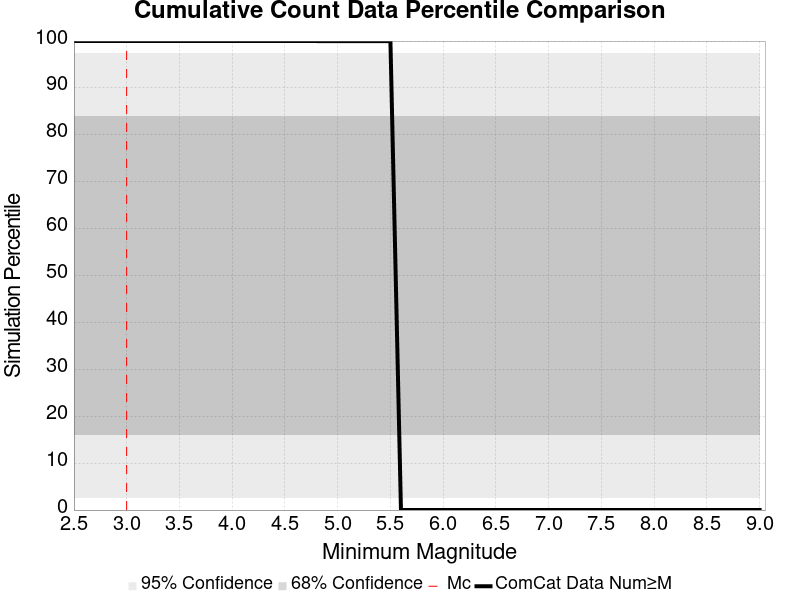 Cumulative Count Data Percentile Comparison
100
90
80
70
60
50
40
30
20
10
0
Simulation Percentile
2.5 3.0 3.5 4.0 4.5 5.0 5.5 6.0 6.5 7.0 7.5 8.0 8.5 9.0
Minimum Magnitude
95% Confidence 68% Confidence Mc ComCat Data Num≥M